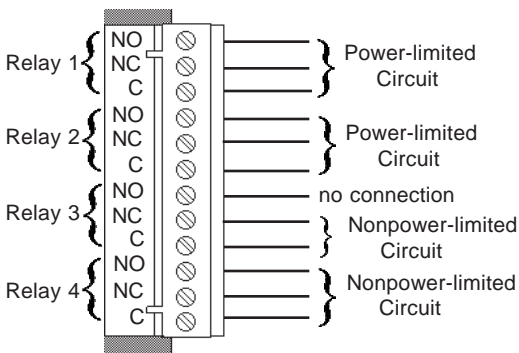 Relay 1
NO
NC
C
Power-limited
Circuit
Relay 2
NO
NC
C
Power-limited
Circuit
Relay 3
NO
NC
C
no connection
Nonpower-limited
Circuit
Relay 4
NO
NC
C
Nonpower-limited
Circuit